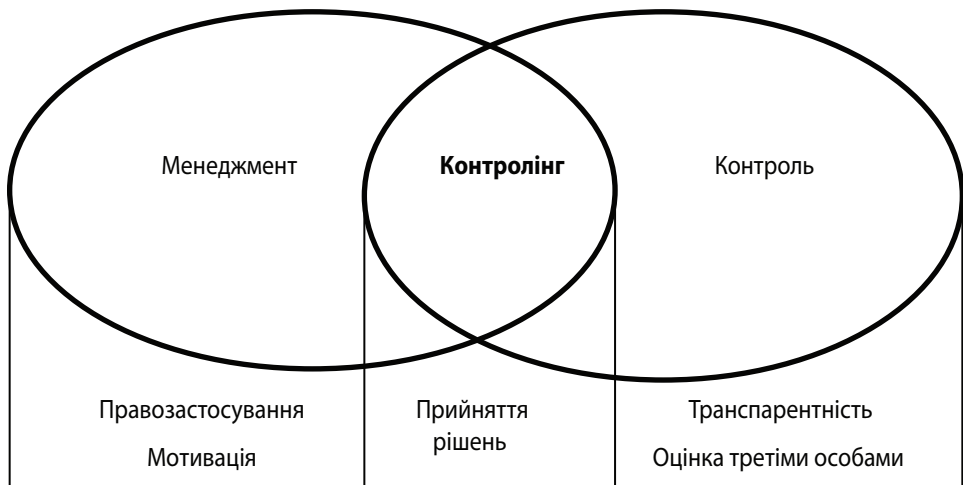 Менеджмент
Контролінг
Контроль
Правозастосування
Мотивація
Прийняття
рішень
Транспарентність
Оцінка третіми особами